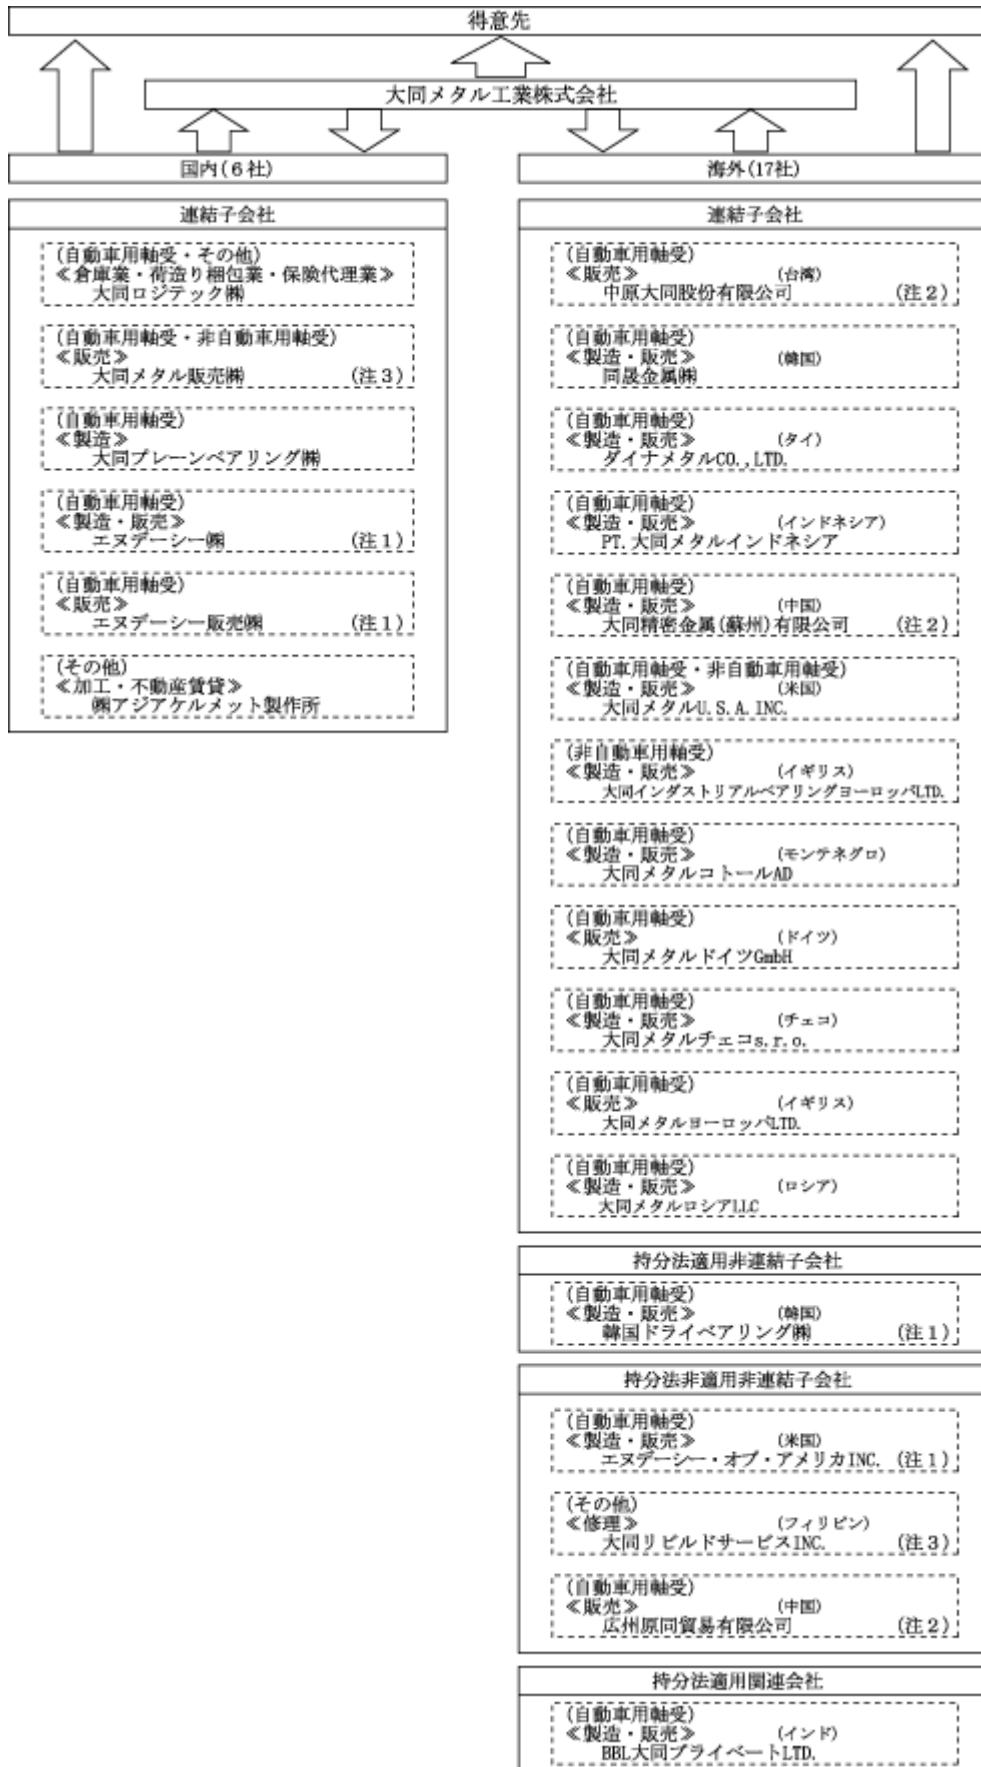 得意先
大同メタル工業株式会社
国内(6社)
連結子会社
(自動車用軸受・その他)
≪倉庫業・荷造り梱包業・保険代理業≫
大同ロジテック㈱
(自動車用軸受・非自動車用軸受)
≪販売≫
大同メタル販売㈱ (注3)
(自動車用軸受)
≪製造≫
大同プレーンベアリング㈱
(自動車用軸受)
≪製造・販売≫
エヌデーシー㈱ (注1)
(自動車用軸受)
≪販売≫
エヌデーシー販売㈱ (注1)
(その他)
≪加工・不動産賃貸≫
㈱アジアケルメット製作所
海外(17社)
連結子会社
(自動車用軸受)
≪販売≫ (台湾)
中原大同股份有限公司 (注2)
(自動車用軸受)
≪製造・販売≫ (韓国)
同晟金属㈱
(自動車用軸受)
≪製造・販売≫ (タイ)
ダイナメタルCO.,LTD.
(自動車用軸受)
≪製造・販売≫ (インドネシア)
PT.大同メタルインドネシア
(自動車用軸受)
≪製造・販売≫ (中国)
大同精密金属(蘇州)有限公司 (注2)
(自動車用軸受・非自動車用軸受)
≪製造・販売≫ (米国)
大同メタルU.S.A.INC.
(非自動車用軸受)
≪製造・販売≫ (イギリス)
大同インダストリアルベアリングヨーロッパLTD.
(自動車用軸受)
≪製造・販売≫ (モンテネグロ)
大同メタルコトールAD
(自動車用軸受)
≪販売≫ (ドイツ)
大同メタルドイツGmbH
(自動車用軸受)
≪製造・販売≫ (チェコ)
大同メタルチェコs.r.o.
(自動車用軸受)
≪販売≫ (イギリス)
大同メタルヨーロッパLTD.
(自動車用軸受)
≪製造・販売≫ (ロシア)
大同メタルロシアLLC
持分法適用非連結子会社
(自動車用軸受)
≪製造・販売≫ (韓国)
韓国ドライベアリング㈱ (注1)
持分法非適用非連結子会社
(自動車用軸受)
≪製造・販売≫ (米国)
エヌデーシー・オブ・アメリカINC. (注1)
(その他)
≪修理≫ (フィリピン)
大同リビルドサービスINC. (注3)
(自動車用軸受)
≪販売≫ (中国)
広州原同貿易有限公司 (注2)
持分法適用関連会社
(自動車用軸受)
≪製造・販売≫ (インド)
BBL大同プライベートLTD.